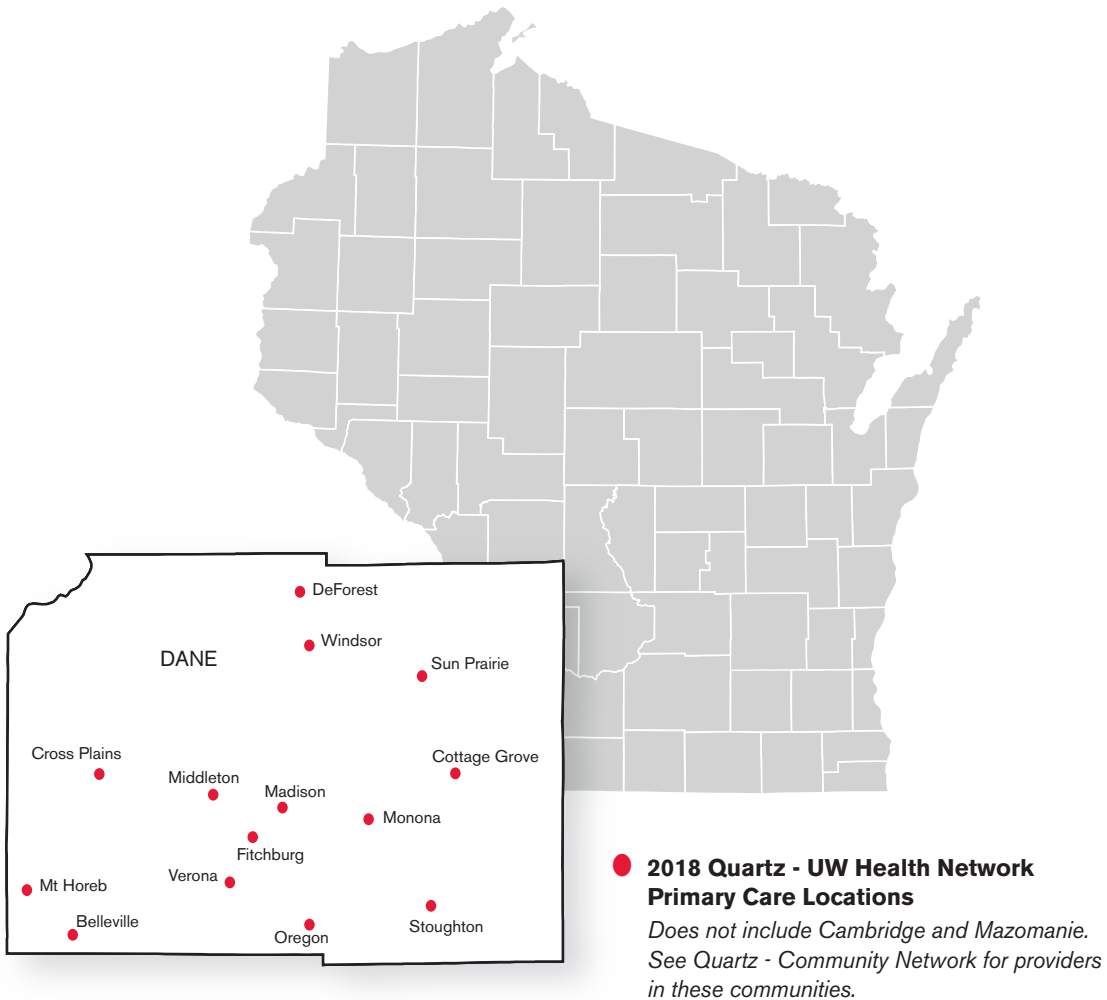 DeForest
Windsor
DANE
Sun Prairie
Cross Plains
Cottage Grove
Middleton
Madison
Monona
Fitchburg
Verona
Mt Horeb
Belleville
Stoughton
Oregon
2018 Quartz - UW Health Network
Primary Care Locations
Does not include Cambridge and Mazomanie.
See Quartz - Community Network for providers
in these communities.